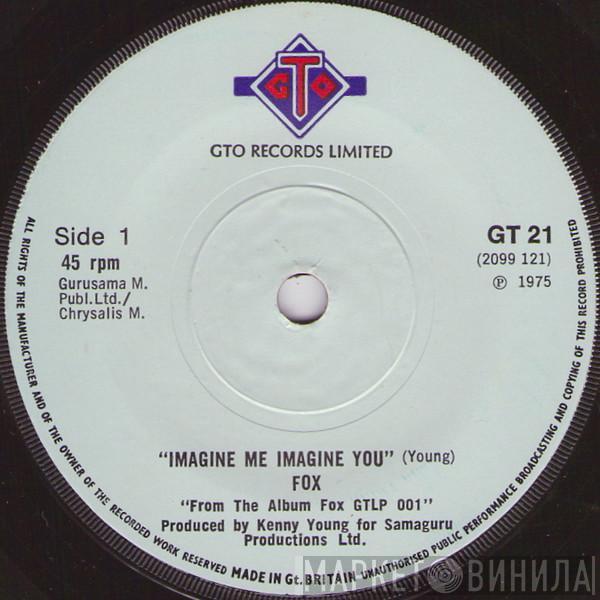 GTO
GTO RECORDS LIMITED
Side 1
45 rpm
Gurusama M.
Publ.Ltd./
Chrysalis M.
GT 21
(2099 121)
℗ 1975
"IMAGINE ME IMAGINE YOU" (Young)
FOX
"From The Album Fox GTLP 001"
Produced by Kenny Young for Samaguru
Productions Ltd.
ALL RIGHTS OF THE MANUFACTURER AND OF THE OWNER OF THE RECORDED WORK RESERVED MADE IN Gt. BRITAIN UNAUTHORISED PUBLIC PERFORMANCE BROADCASTING AND COPYING OF THIS RECORD PROHIBITED
МАРКЕТ ВИНИЛА